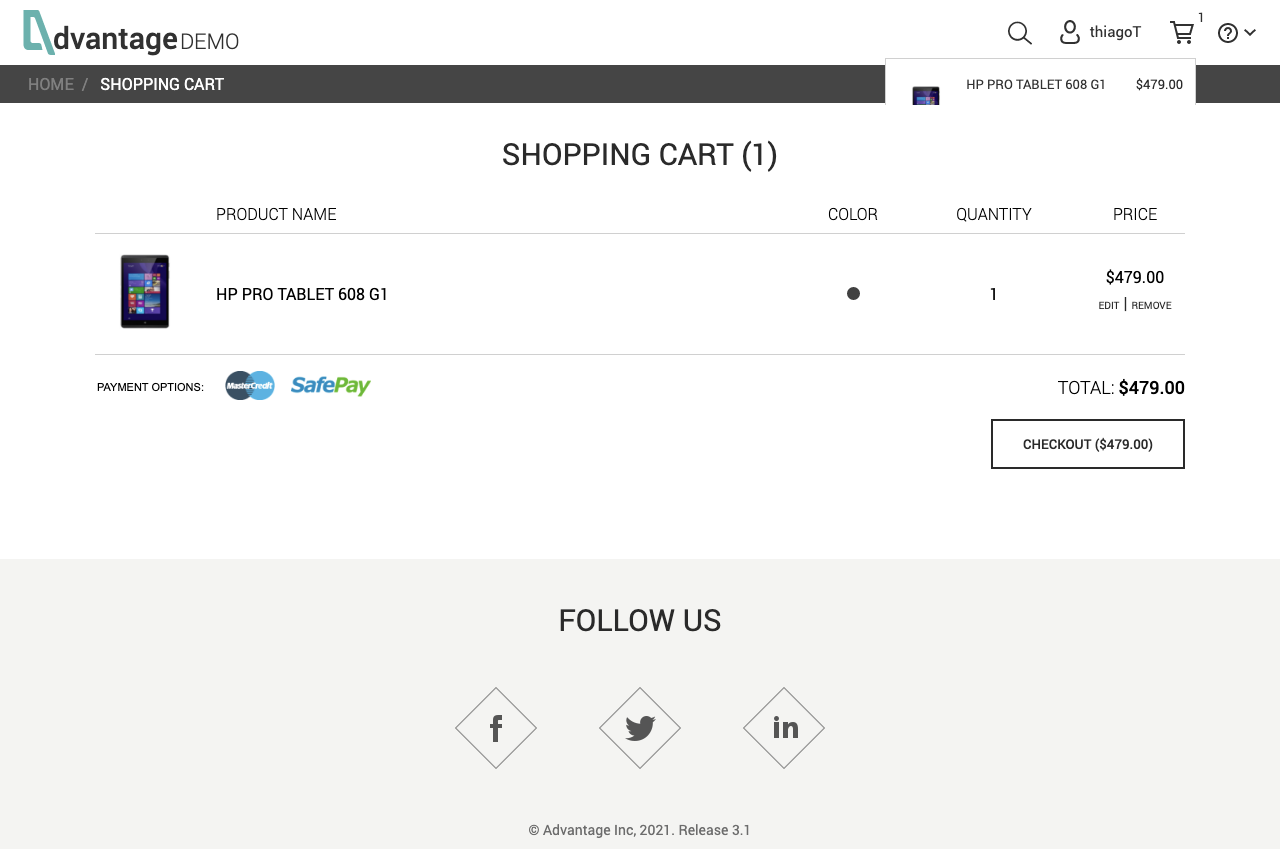 dvantage DEMO
thiagoT
1
HOME / SHOPPING CART
HP PRO TABLET 608 G1 $479.00
SHOPPING CART (1)
PRODUCT NAME COLOR QUANTITY PRICE
HP PRO TABLET 608 G1 1 $479.00
EDIT | REMOVE
PAYMENT OPTIONS: MasterCredit SafePay TOTAL: $479.00
CHECKOUT ($479.00)
FOLLOW US
f
in
© Advantage Inc, 2021. Release 3.1